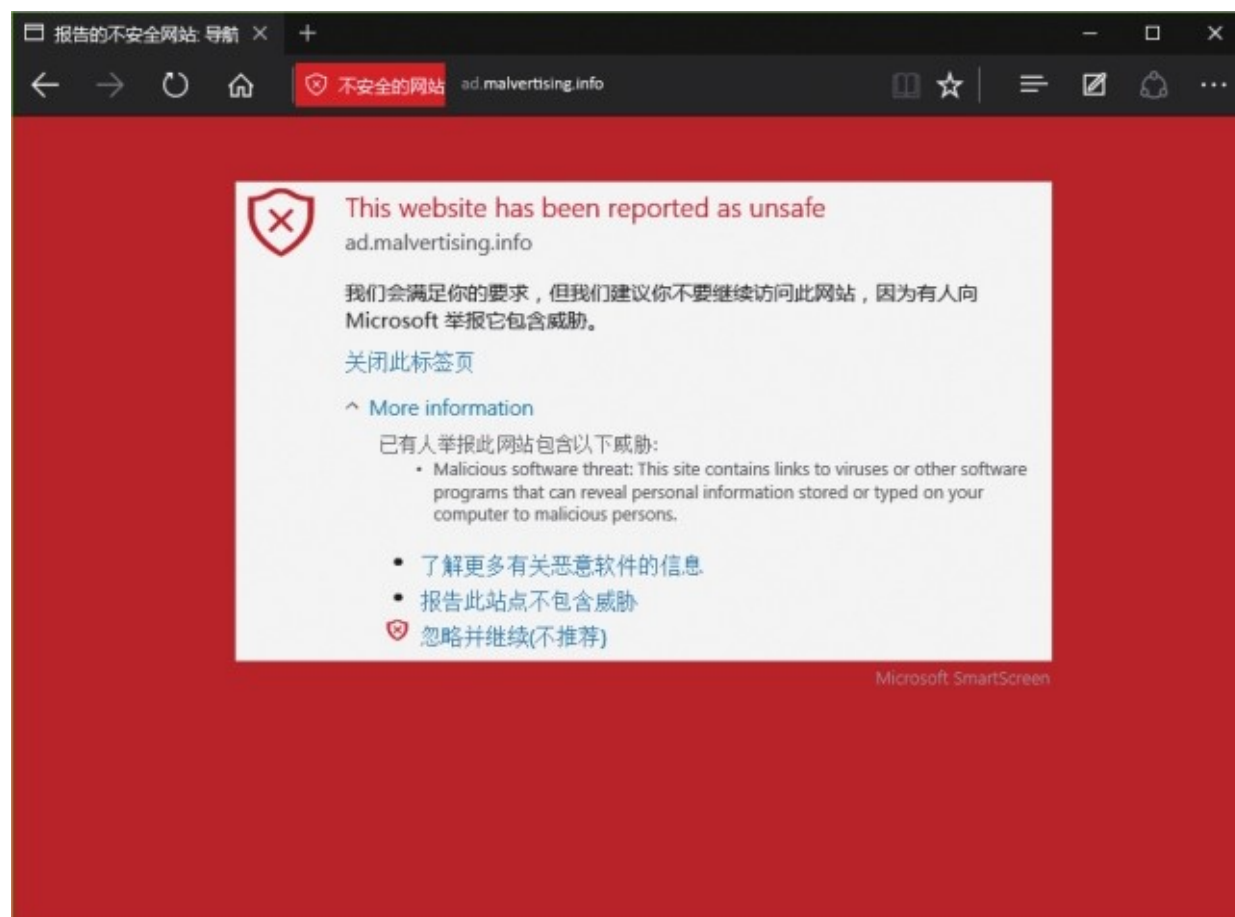 报告的不安全网站: 导航
不安全的网站 ad.malvertising.info
This website has been reported as unsafe
ad.malvertising.info
我们会满足你的要求，但我们建议你不要继续访问此网站，因为有人向
Microsoft 举报它包含威胁。
关闭此标签页
More information
已有人举报此网站包含以下威胁:
• Malicious software threat: This site contains links to viruses or other software
programs that can reveal personal information stored or typed on your
computer to malicious persons.
• 了解更多有关恶意软件的信息
• 报告此站点不包含威胁
忽略并继续(不推荐)
Microsoft SmartScreen